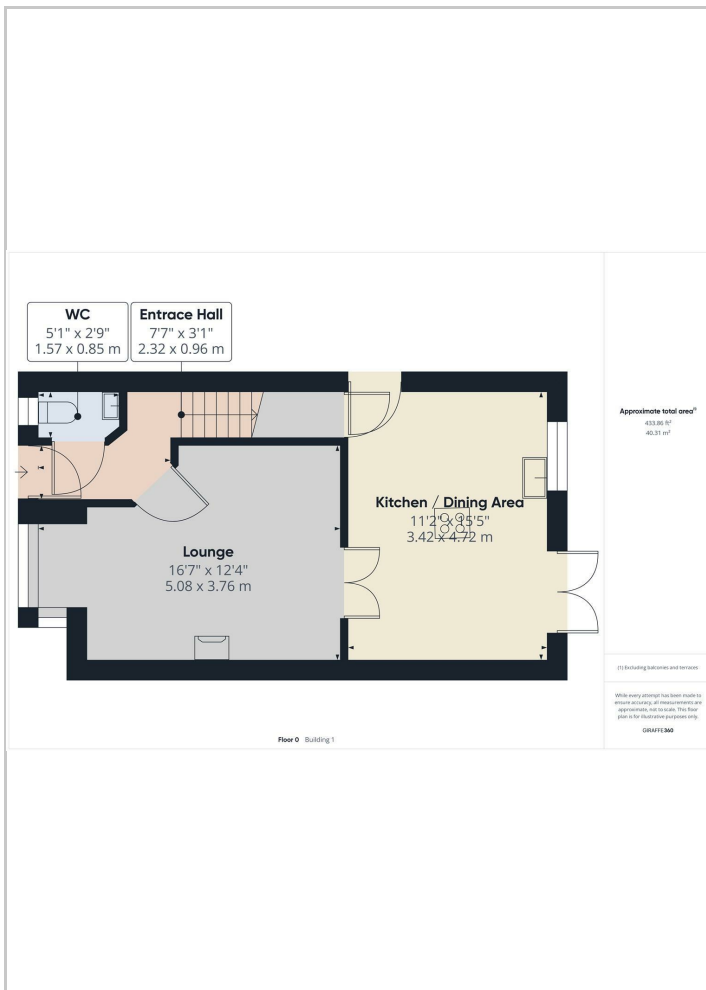 WC
5'1" x 2'9"
1.57 x 0.85 m
Entrace Hall
7'7" x 3'1"
2.32 x 0.96 m
Lounge
16'7" x 12'4"
5.08 x 3.76 m
Kitchen / Dining Area
11'2" x 15'5"
3.42 x 4.72 m
Floor 0 Building 1
Approximate total area⁽¹⁾
433.86 ft²
40.31 m²
(1) Excluding balconies and terraces
While every attempt has been made to
ensure accuracy, all measurements are
approximate, not to scale. This floor
plan is for illustrative purposes only.
GIRAFFE360